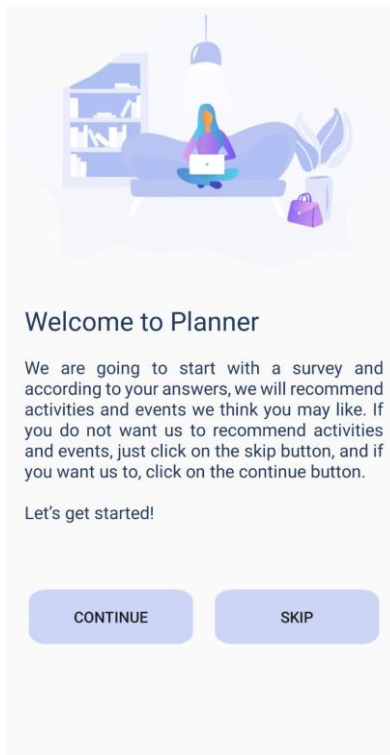 Welcome to Planner
We are going to start with a survey and
according to your answers, we will recommend
activities and events we think you may like. If
you do not want us to recommend activities
and events, just click on the skip button, and if
you want us to, click on the continue button.
Let’s get started!
CONTINUE SKIP